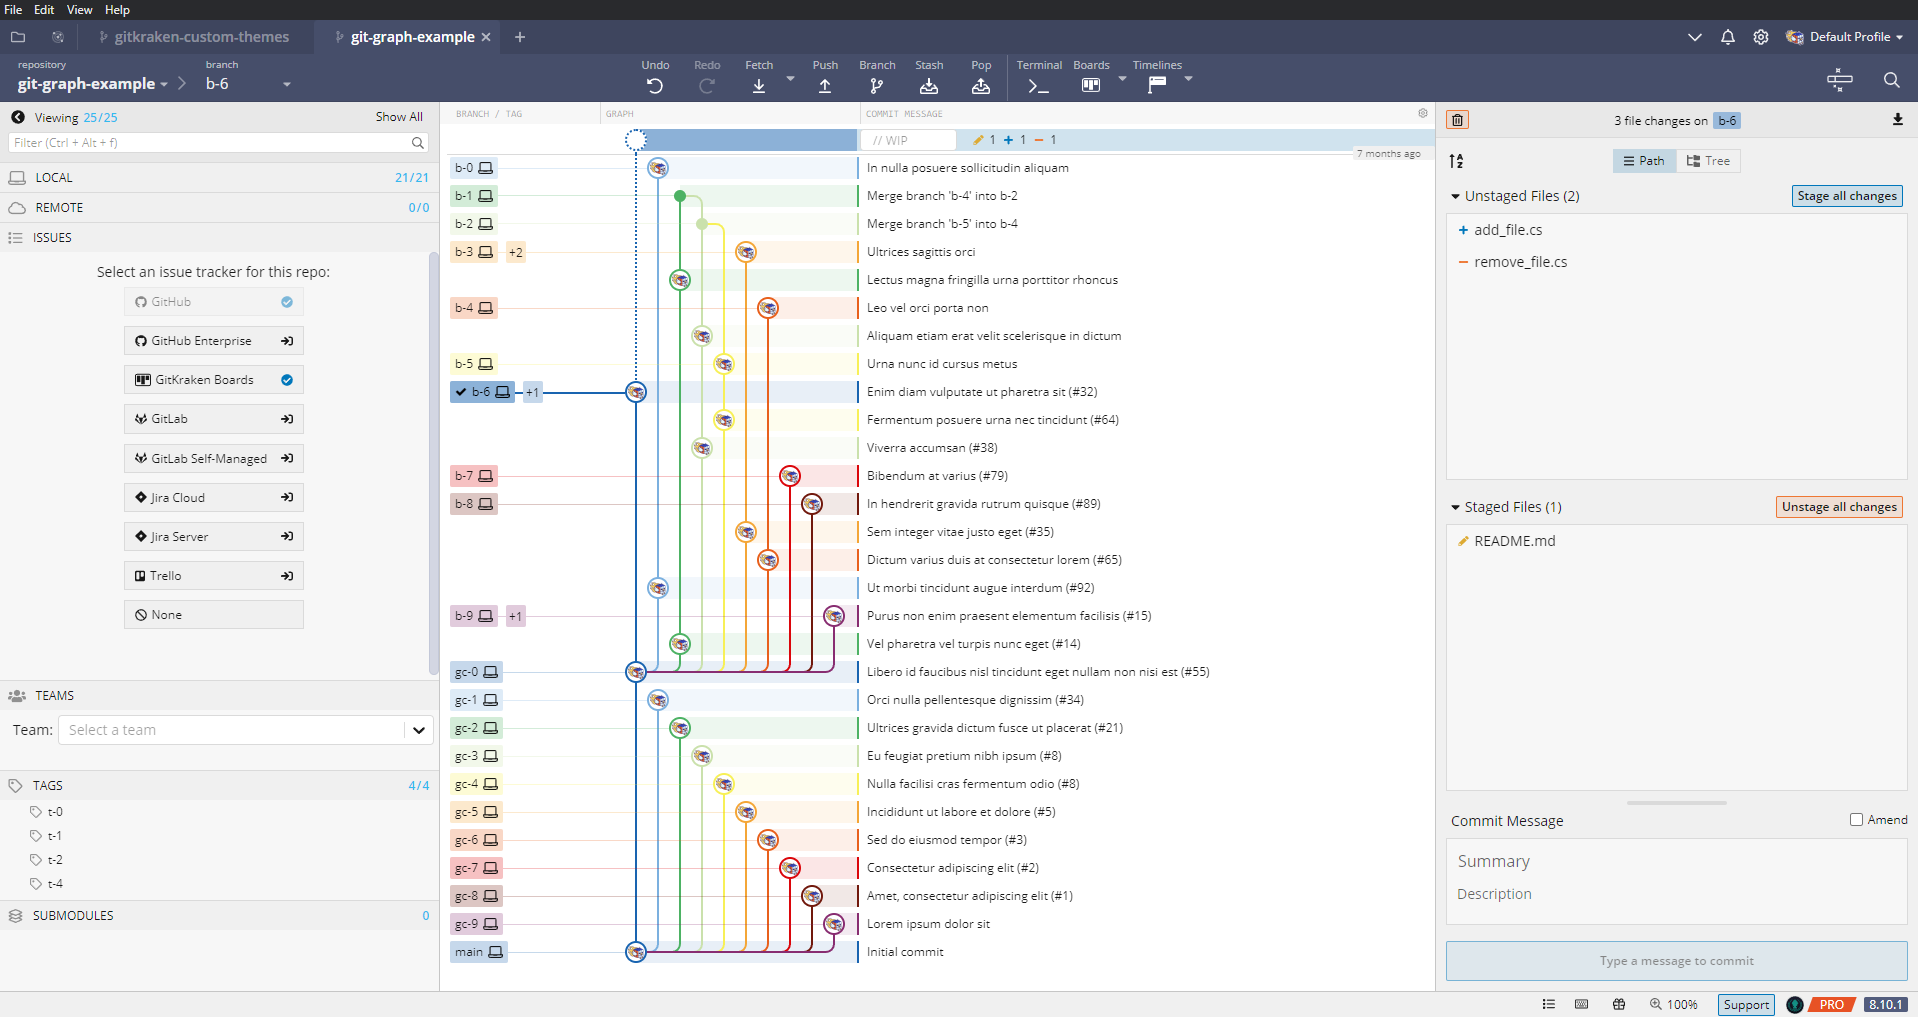 File Edit View Help
gitkraken-custom-themes
git-graph-example
Default Profile
repository
git-graph-example
branch
b-6
Undo
Redo
Fetch
Push
Branch
Stash
Pop
Terminal
Boards
Timelines
Viewing 25/25
Show All
Filter (Ctrl + Alt + f)
LOCAL 21/21
REMOTE 0/0
ISSUES
Select an issue tracker for this repo:
GitHub
GitHub Enterprise
GitKraken Boards
GitLab
GitLab Self-Managed
Jira Cloud
Jira Server
Trello
None
TEAMS
Team: Select a team
TAGS 4/4
t-0
t-1
t-2
t-4
SUBMODULES 0
BRANCH / TAG GRAPH COMMIT MESSAGE
// WIP 1 + 1 − 1
7 months ago
b-0 In nulla posuere sollicitudin aliquam
b-1 Merge branch 'b-4' into b-2
b-2 Merge branch 'b-5' into b-4
b-3 +2 Ultrices sagittis orci
Lectus magna fringilla urna porttitor rhoncus
b-4 Leo vel orci porta non
Aliquam etiam erat velit scelerisque in dictum
b-5 Urna nunc id cursus metus
b-6 +1 Enim diam vulputate ut pharetra sit (#32)
Fermentum posuere urna nec tincidunt (#64)
Viverra accumsan (#38)
b-7 Bibendum at varius (#79)
b-8 In hendrerit gravida rutrum quisque (#89)
Sem integer vitae justo eget (#35)
Dictum varius duis at consectetur lorem (#65)
Ut morbi tincidunt augue interdum (#92)
b-9 +1 Purus non enim praesent elementum facilisis (#15)
Vel pharetra vel turpis nunc eget (#14)
gc-0 Libero id faucibus nisl tincidunt eget nullam non nisi est (#55)
gc-1 Orci nulla pellentesque dignissim (#34)
gc-2 Ultrices gravida dictum fusce ut placerat (#21)
gc-3 Eu feugiat pretium nibh ipsum (#8)
gc-4 Nulla facilisi cras fermentum odio (#8)
gc-5 Incididunt ut labore et dolore (#5)
gc-6 Sed do eiusmod tempor (#3)
gc-7 Consectetur adipiscing elit (#2)
gc-8 Amet, consectetur adipiscing elit (#1)
gc-9 Lorem ipsum dolor sit
main Initial commit
3 file changes on b-6
Path
Tree
Unstaged Files (2)
Stage all changes
+ add_file.cs
− remove_file.cs
Staged Files (1)
Unstage all changes
README.md
Commit Message
Amend
Summary
Description
Type a message to commit
100%
Support
PRO
8.10.1